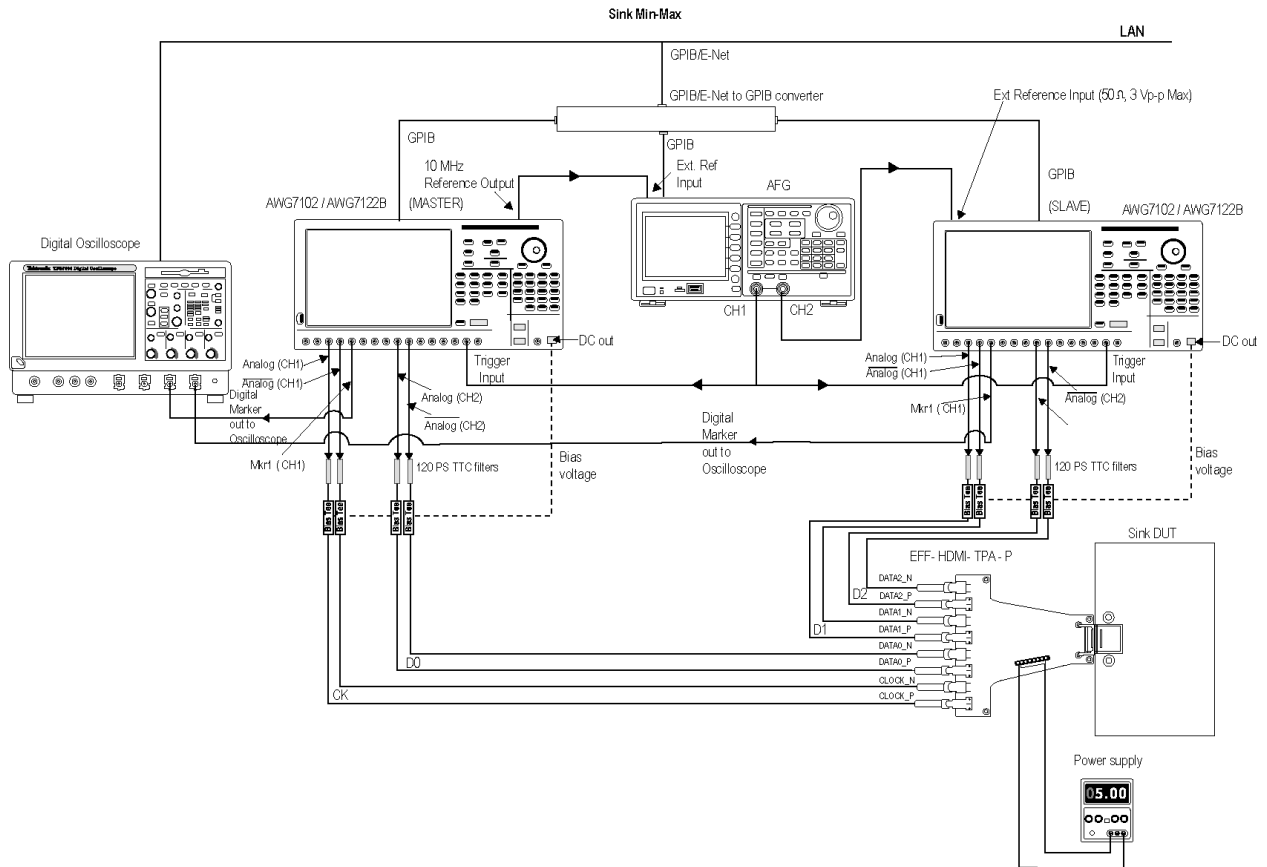 Sink Min-Max
LAN
GPIB/E-Net
GPIB/E-Net to GPIB converter
Ext Reference Input (50Ω, 3 Vp-p Max)
GPIB
GPIB
10 MHz
Reference Output
(MASTER)
Ext. Ref
Input
AFG
GPIB
(SLAVE)
AWG7102 / AWG7122B
AWG7102 / AWG7122B
Digital Oscilloscope
Tektronix
Digital Oscilloscope
CH1
CH2
DC out
DC out
Analog (CH1)
Analog (CH1)
Digital
Marker
out to
Oscilloscope
Mkr1 (CH1)
Analog (CH2)
Analog (CH2)
Trigger
Input
Analog (CH1)
Analog (CH1)
Mkr1 (CH1)
Trigger
Input
Analog (CH2)
Digital
Marker
out to
Oscilloscope
120 PS TTC filters
Bias
voltage
120 PS TTC filters
Bias
voltage
Bias Tee
Bias Tee
Bias Tee
Bias Tee
Bias Tee
Bias Tee
Bias Tee
Bias Tee
Sink DUT
EFF-HDMI-TPA-P
DATA2_N
D2
DATA2_P
DATA1_N
D1
DATA1_P
DATA0_N
D0
DATA0_P
CLOCK_N
CK
CLOCK_P
Power supply
05.00